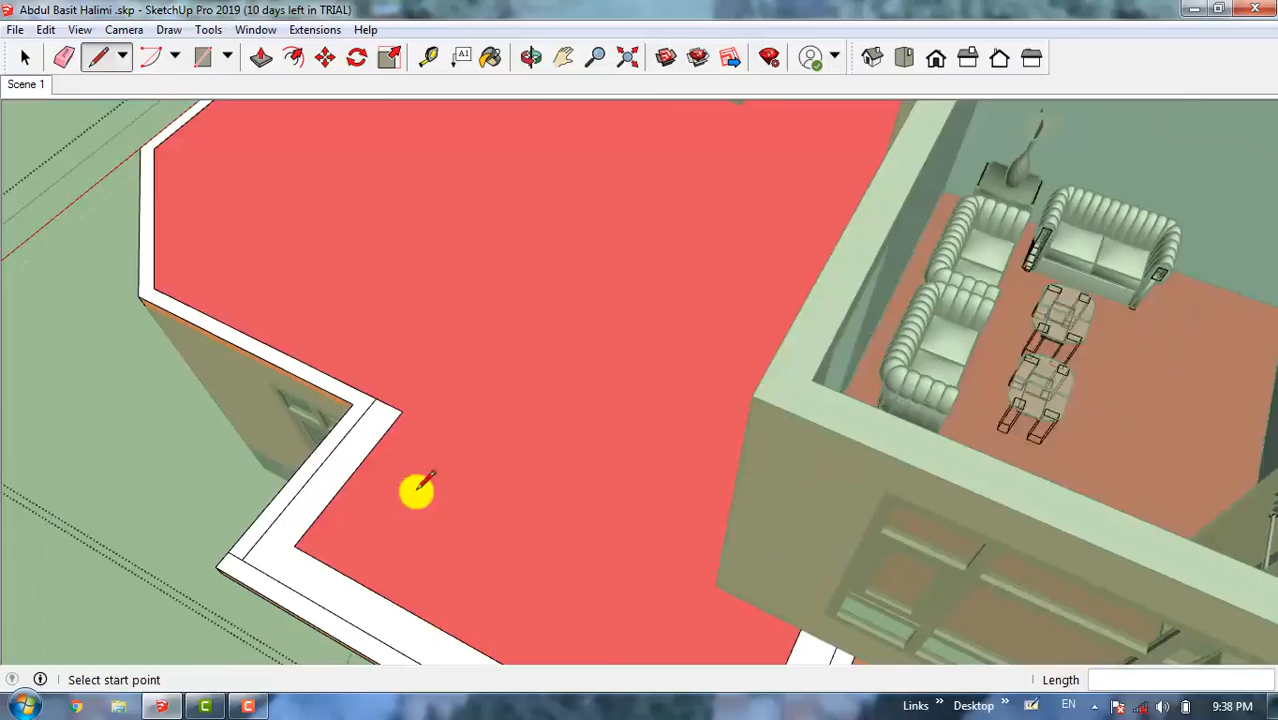 Abdul Basit Halimi .skp - SketchUp Pro 2019 (10 days left in TRIAL)
File Edit View Camera Draw Tools Window Extensions Help
A1
Scene 1
Select start point
Length
Links » Desktop » EN 9:38 PM